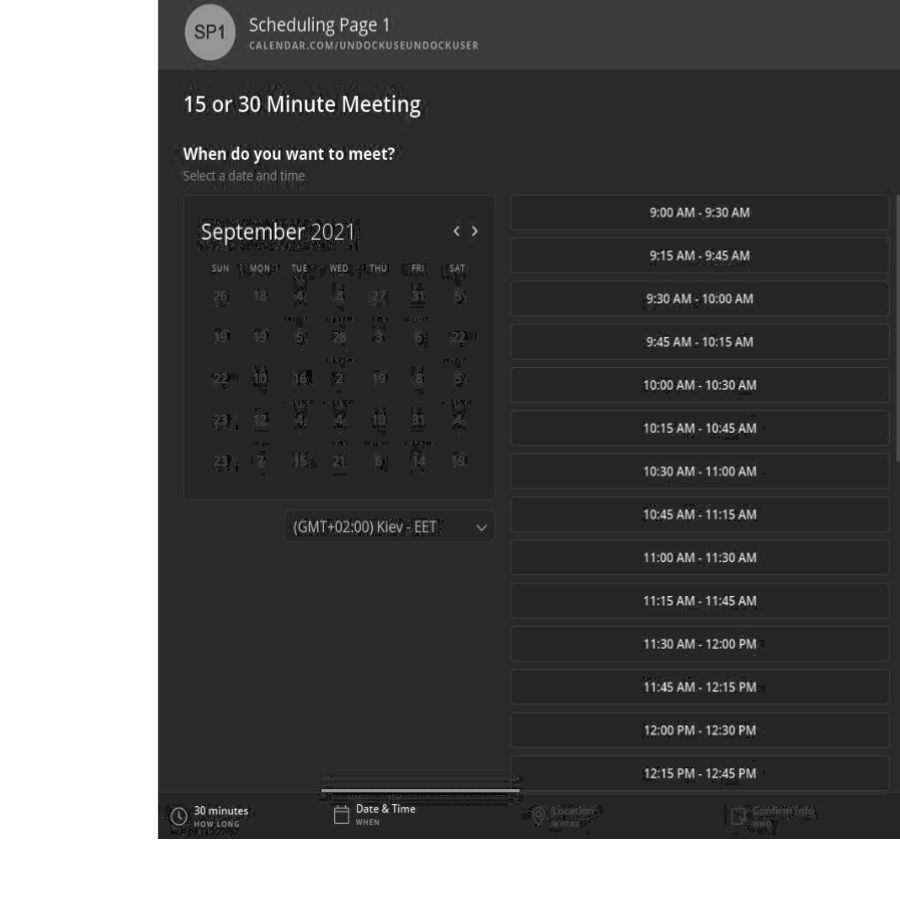 SP1
Scheduling Page 1
CALENDAR.COM/UNDOCKUSEUNDOCKUSER
15 or 30 Minute Meeting
When do you want to meet?
Select a date and time
September 2021
SUN MON TUE WED THU FRI SAT
26 18 4 8 27 31 5
19 19 5 28 3 6 22
22 10 16 2 19 8 5
23 12 4 4 10 31 4
23 7 15 21 6 14 19
(GMT+02:00) Kiev - EET
9:00 AM - 9:30 AM
9:15 AM - 9:45 AM
9:30 AM - 10:00 AM
9:45 AM - 10:15 AM
10:00 AM - 10:30 AM
10:15 AM - 10:45 AM
10:30 AM - 11:00 AM
10:45 AM - 11:15 AM
11:00 AM - 11:30 AM
11:15 AM - 11:45 AM
11:30 AM - 12:00 PM
11:45 AM - 12:15 PM
12:00 PM - 12:30 PM
12:15 PM - 12:45 PM
30 minutes
HOW LONG
Date & Time
WHEN
Location
WHERE
Confirm Info
WHO